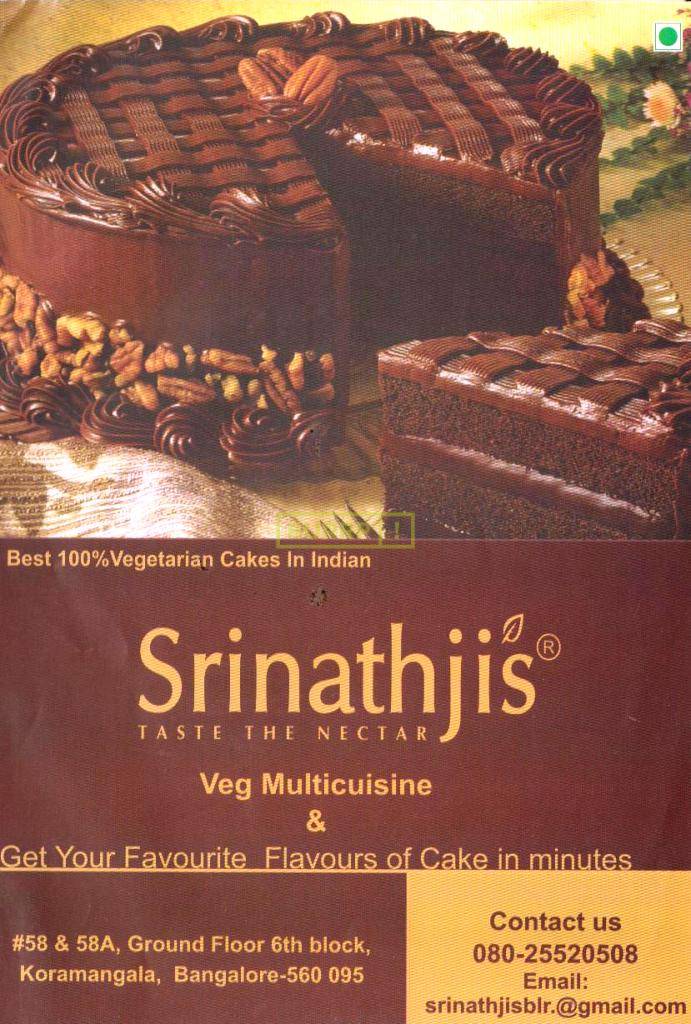 Best 100%Vegetarian Cakes In Indian
Srinathjis®
TASTE THE NECTAR
Veg Multicuisine
&
Get Your Favourite Flavours of Cake in minutes
#58 & 58A, Ground Floor 6th block,
Koramangala, Bangalore-560 095
Contact us
080-25520508
Email:
srinathjisblr.@gmail.com